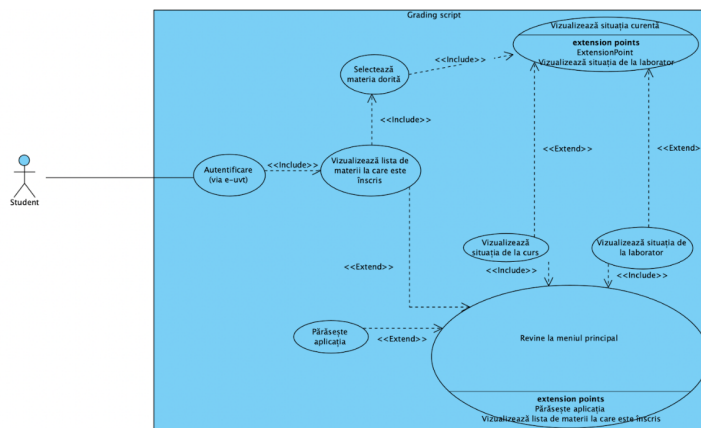 Grading script
Vizualizează situația curentă
extension points
ExtensionPoint
Vizualizează situația de la laborator
Selectează
materia dorită
<<Include>>
<<Include>>
<<Extend>>
<<Extend>>
Student
Autentificare
(via e-uvt)
<<Include>>
Vizualizează lista de
materii la care este
înscris
Vizualizează
situația de la curs
Vizualizează situația de
la laborator
<<Extend>>
<<Include>>
<<Include>>
Părăsește
aplicația
<<Extend>>
Revine la meniul principal
extension points
Părăsește aplicația
Vizualizează lista de materii la care este înscris